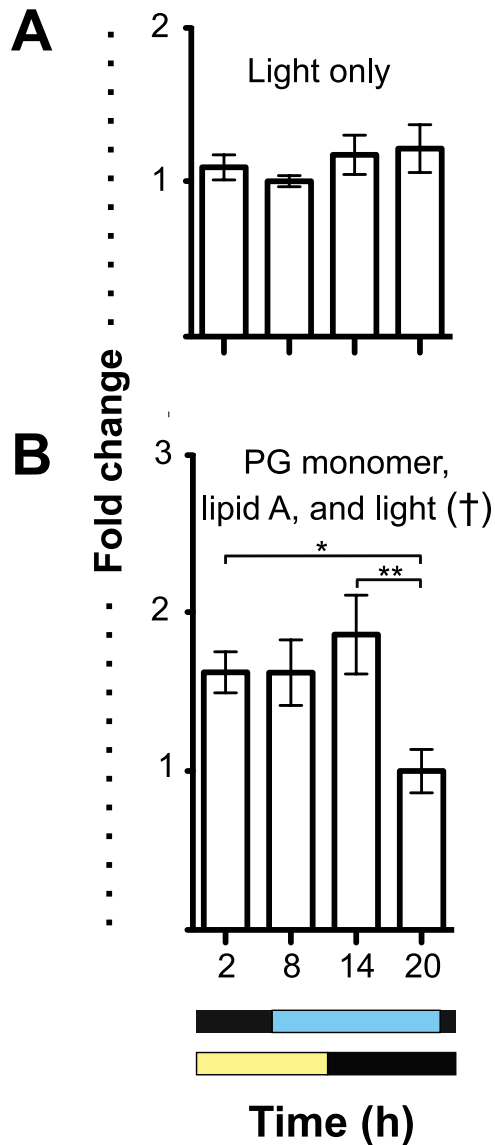 A
2
Light only
1
Fold change
B
3
PG monomer,
lipid A, and light (†)
*
**
2
1
2 8 14 20
Time (h)